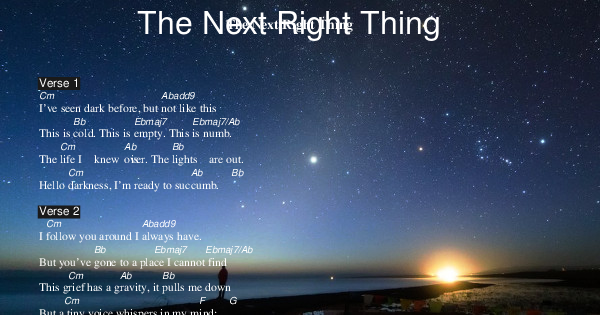 The Next Right Thing
The Next Right Thing
Verse 1
Cm Abadd9
I've seen dark before, but not like this
Bb Ebmaj7 Ebmaj7/Ab
This is cold. This is empty. This is numb.
Cm Ab Bb
The life I knew over. The lights are out.
Cm Ab Bb
Hello darkness, I'm ready to succumb.
Verse 2
Cm Abadd9
I follow you around I always have.
Bb Ebmaj7 Ebmaj7/Ab
But you've gone to a place I cannot find
Cm Ab Bb
This grief has a gravity, it pulls me down
Cm F G
But a tiny voice whispers in my mind: